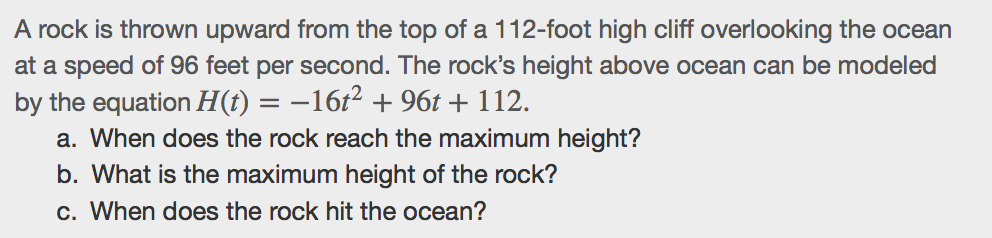 A rock is thrown upward from the top of a 112-foot high cliff overlooking the ocean
at a speed of 96 feet per second. The rock’s height above ocean can be modeled
by the equation H(t) = −16t² + 96t + 112.
a. When does the rock reach the maximum height?
b. What is the maximum height of the rock?
c. When does the rock hit the ocean?